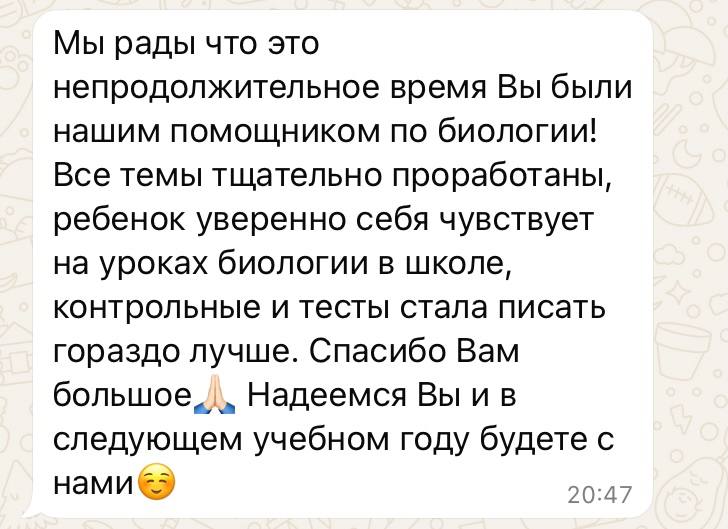 Мы рады что это
непродолжительное время Вы были
нашим помощником по биологии!
Все темы тщательно проработаны,
ребенок уверенно себя чувствует
на уроках биологии в школе,
контрольные и тесты стала писать
гораздо лучше. Спасибо Вам
большое🙏🏻 Надеемся Вы и в
следующем учебном году будете с
нами☺️
20:47